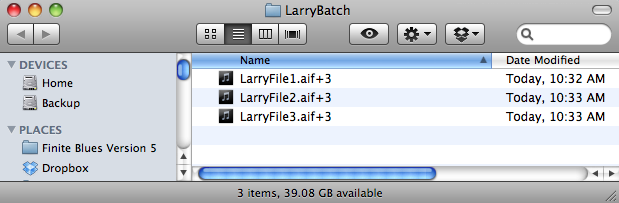 LarryBatch
DEVICES
Home
Backup
PLACES
Finite Blues Version 5
Dropbox
Name Date Modified
LarryFile1.aif+3 Today, 10:32 AM
LarryFile2.aif+3 Today, 10:33 AM
LarryFile3.aif+3 Today, 10:33 AM
3 items, 39.08 GB available